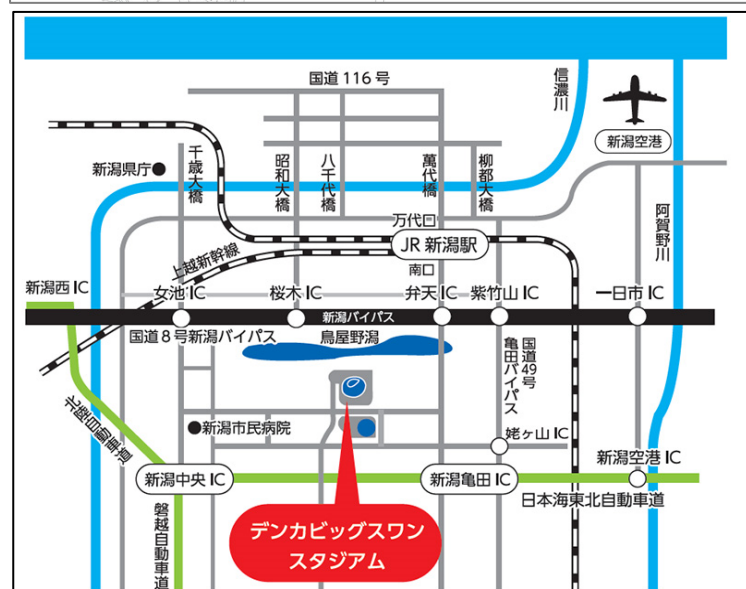 国道116号
信濃川
新潟空港
新潟県庁
千歳大橋
昭和大橋
八千代橋
萬代橋
柳都大橋
阿賀野川
万代口
JR 新潟駅
南口
上越新幹線
新潟西 IC
女池 IC
桜木 IC
弁天 IC
紫竹山 IC
一日市 IC
新潟バイパス
国道8号新潟バイパス
鳥屋野潟
国道49号
亀田バイパス
北陸自動車道
新潟市民病院
姥ヶ山 IC
新潟空港 IC
新潟中央 IC
新潟亀田 IC
日本海東北自動車道
磐越自動車道
デンカビッグスワン
スタジアム